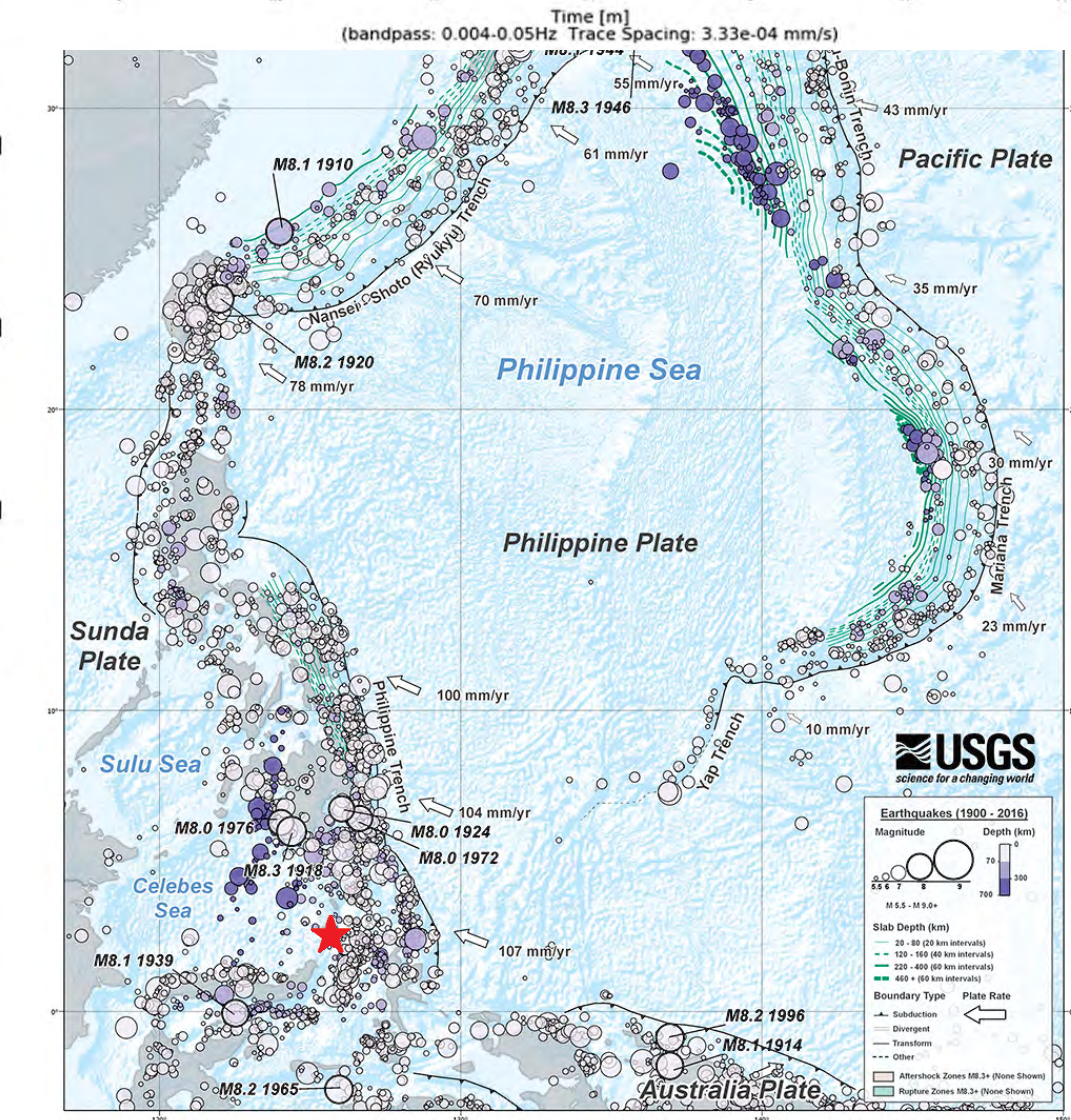 Time [m]
(bandpass: 0.004-0.05Hz Trace Spacing: 3.33e-04 mm/s)
M8.1 1944
55 mm/yr
-Bonin Trench
30°
M8.3 1946
43 mm/yr
61 mm/yr
Pacific Plate
M8.1 1910
Nansei-Shoto (Ryukyu) Trench
35 mm/yr
70 mm/yr
M8.2 1920
Philippine Sea
78 mm/yr
20°
30 mm/yr
Mariana Trench
Philippine Plate
Sunda
Plate
23 mm/yr
100 mm/yr
Philippine Trench
10°
10 mm/yr
Yap Trench
Sulu Sea
USGS
science for a changing world
104 mm/yr
M8.0 1976
M8.0 1924
M8.0 1972
M8.3 1918
Celebes
Sea
107 mm/yr
M8.1 1939
0°
M8.2 1996
M8.1 1914
M8.2 1965
Australia Plate
Earthquakes (1900 - 2016)
Magnitude
Depth (km)
0
70
300
700
5.5 6 7 8 9
M 5.5 - M 9.0+
Slab Depth (km)
20 - 80 (20 km intervals)
120 - 160 (40 km intervals)
220 - 400 (60 km intervals)
460 + (60 km intervals)
Boundary Type
Plate Rate
Subduction
Divergent
Transform
Other
Aftershock Zones M8.3+ (None Shown)
Rupture Zones M8.3+ (None Shown)